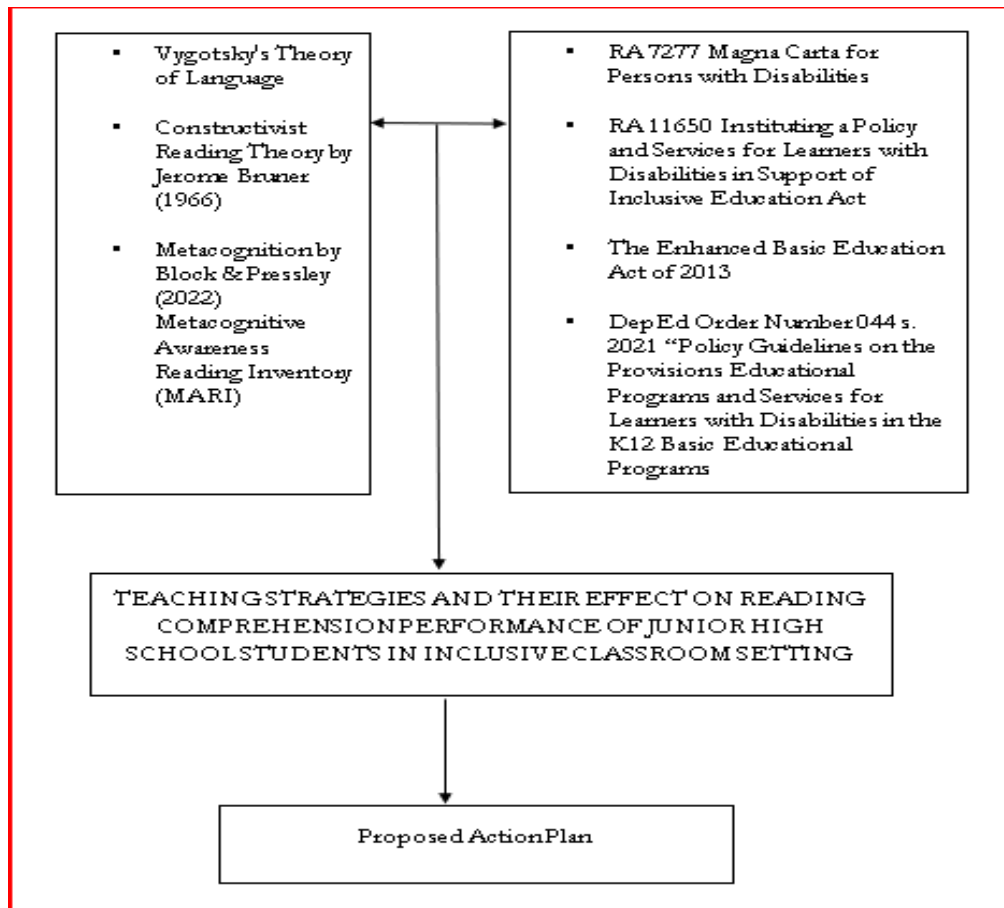 Vygotsky's Theory
of Language
Constructivist
Reading Theory by
Jerome Bruner
(1966)
Metacognition by
Block & Pressley
(2022)
Metacognitive
Awareness
Reading Inventory
(MARI)
RA 7277 Magna Carta for
Persons with Disabilities
RA 11650 Instituting a Policy
and Services for Learners with
Disabilities in Support of
Inclusive Education Act
The Enhanced Basic Education
Act of 2013
DepEd Order Number 044 s.
2021 “Policy Guidelines on the
Provisions Educational
Programs and Services for
Learners with Disabilities in the
K12 Basic Educational
Programs
TEACHING STRATEGIES AND THEIR EFFECT ON READING
COMPREHENSION PERFORMANCE OF JUNIOR HIGH
SCHOOL STUDENTS IN INCLUSIVE CLASSROOM SETTING
Proposed Action Plan